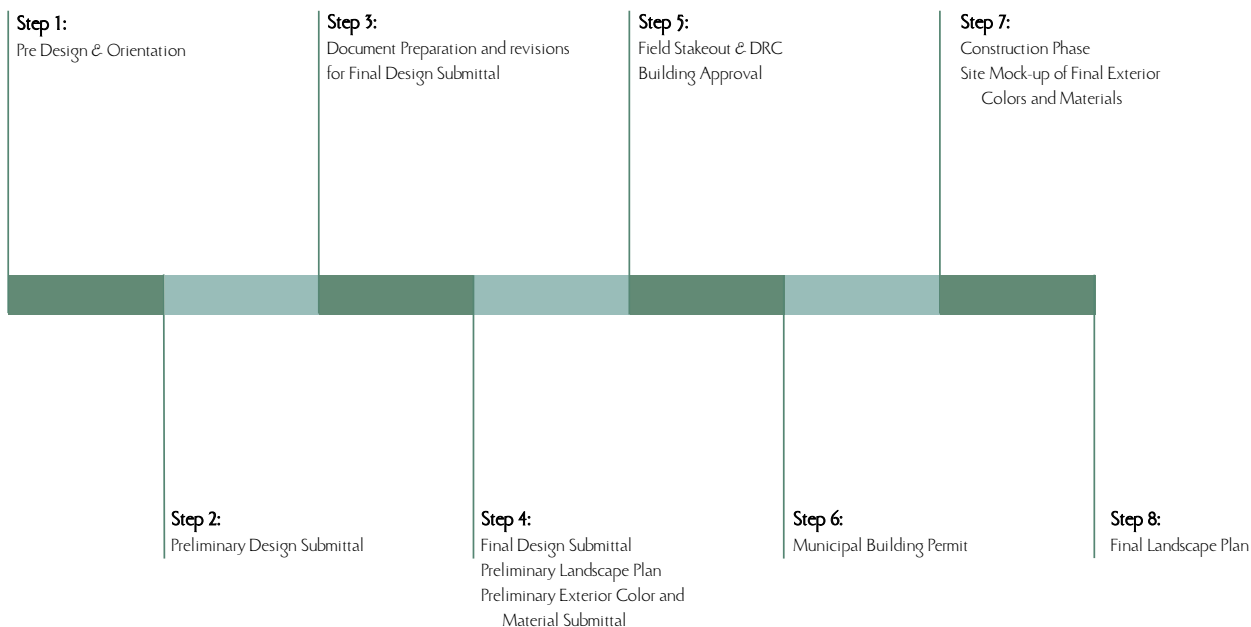 Step 1:
Pre Design & Orientation
Step 3:
Document Preparation and revisions
for Final Design Submittal
Step 5:
Field Stakeout & DRC
Building Approval
Step 7:
Construction Phase
Site Mock-up of Final Exterior
Colors and Materials
Step 2:
Preliminary Design Submittal
Step 4:
Final Design Submittal
Preliminary Landscape Plan
Preliminary Exterior Color and
Material Submittal
Step 6:
Municipal Building Permit
Step 8:
Final Landscape Plan